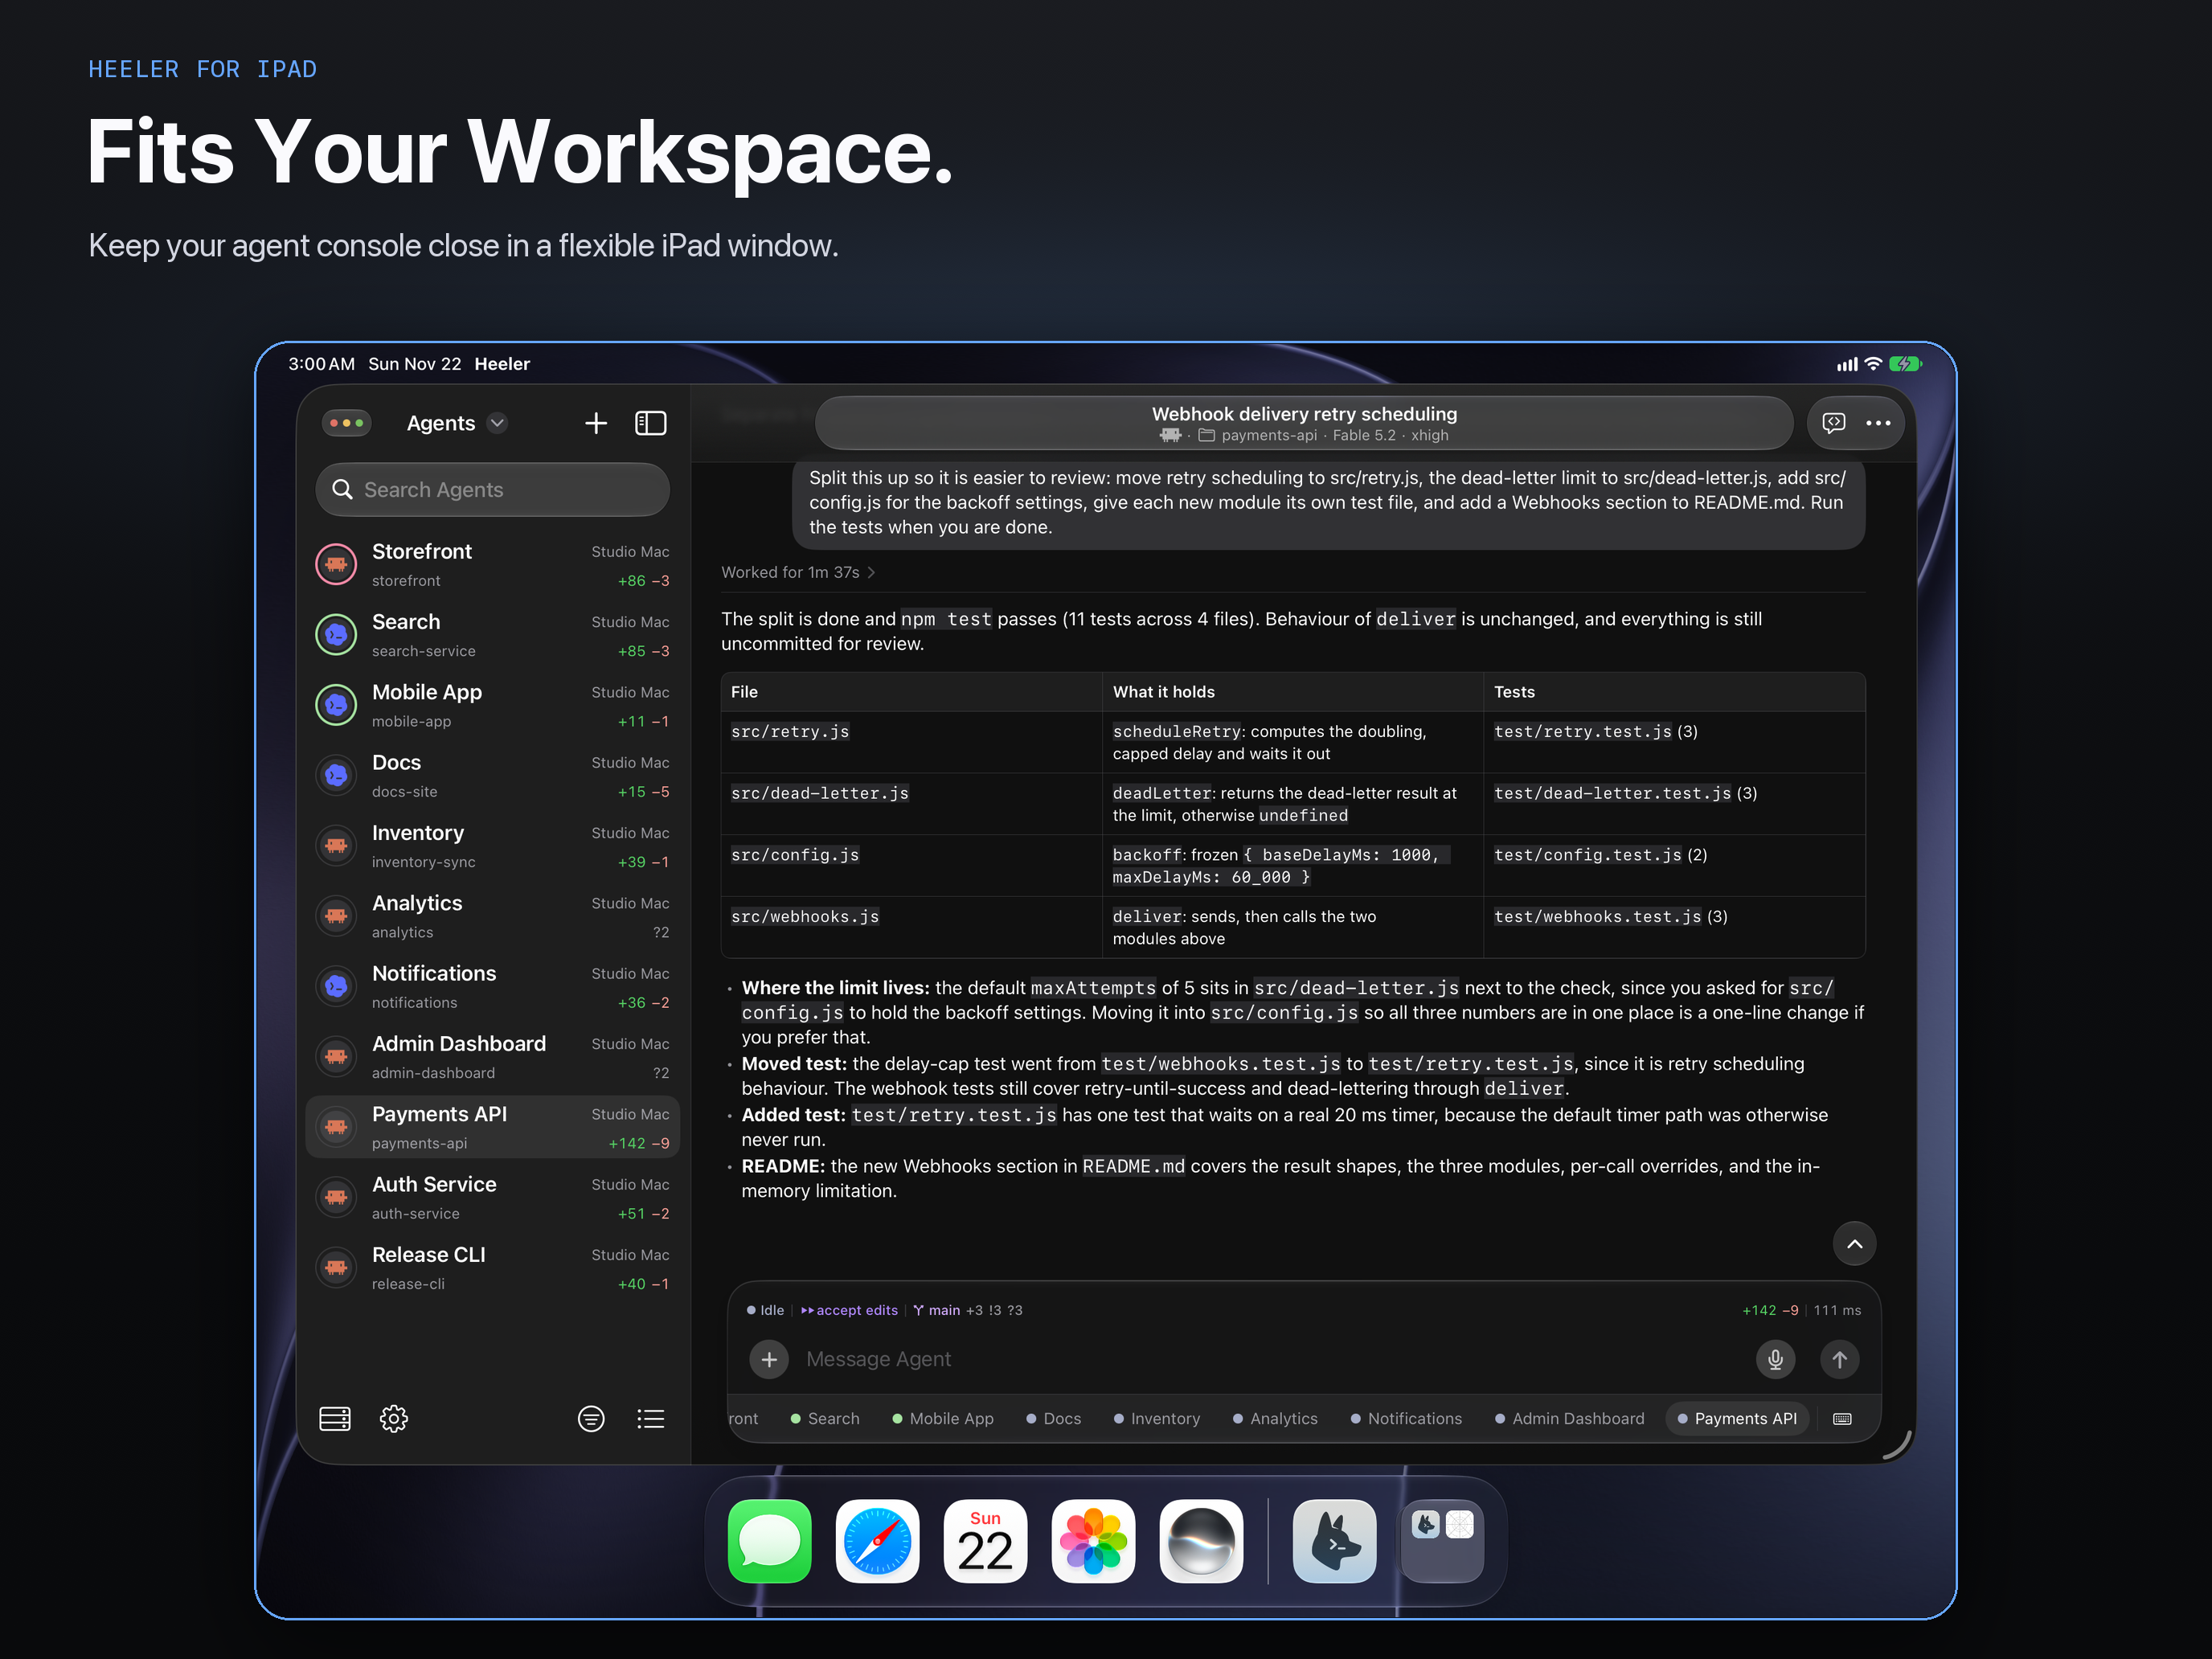 HEELER FOR IPAD
Fits Your Workspace.
Keep your agent console close in a flexible iPad window.
3:00 AM Sun Nov 22 Heeler
Agents
Search Agents
Storefront Studio Mac
storefront +86 −3
Search Studio Mac
search-service +85 −3
Mobile App Studio Mac
mobile-app +11 −1
Docs Studio Mac
docs-site +15 −5
Inventory Studio Mac
inventory-sync +39 −1
Analytics Studio Mac
analytics ?2
Notifications Studio Mac
notifications +36 −2
Admin Dashboard Studio Mac
admin-dashboard ?2
Payments API Studio Mac
payments-api +142 −9
Auth Service Studio Mac
auth-service +51 −2
Release CLI Studio Mac
release-cli +40 −1
Webhook delivery retry scheduling
· payments-api · Fable 5.2 · xhigh
Split this up so it is easier to review: move retry scheduling to src/retry.js, the dead-letter limit to src/dead-letter.js, add src/
config.js for the backoff settings, give each new module its own test file, and add a Webhooks section to README.md. Run
the tests when you are done.
Worked for 1m 37s
The split is done and npm test passes (11 tests across 4 files). Behaviour of deliver is unchanged, and everything is still
uncommitted for review.
File What it holds Tests
src/retry.js scheduleRetry: computes the doubling, test/retry.test.js (3)
capped delay and waits it out
src/dead-letter.js deadLetter: returns the dead-letter result at test/dead-letter.test.js (3)
the limit, otherwise undefined
src/config.js backoff: frozen { baseDelayMs: 1000, test/config.test.js (2)
maxDelayMs: 60_000 }
src/webhooks.js deliver: sends, then calls the two test/webhooks.test.js (3)
modules above
• Where the limit lives: the default maxAttempts of 5 sits in src/dead-letter.js next to the check, since you asked for src/
config.js to hold the backoff settings. Moving it into src/config.js so all three numbers are in one place is a one-line change if
you prefer that.
• Moved test: the delay-cap test went from test/webhooks.test.js to test/retry.test.js, since it is retry scheduling
behaviour. The webhook tests still cover retry-until-success and dead-lettering through deliver.
• Added test: test/retry.test.js has one test that waits on a real 20 ms timer, because the default timer path was otherwise
never run.
• README: the new Webhooks section in README.md covers the result shapes, the three modules, per-call overrides, and the in-
memory limitation.
Idle accept edits main +3 !3 ?3 +142 −9 111 ms
Message Agent
ront Search Mobile App Docs Inventory Analytics Notifications Admin Dashboard Payments API
Sun
22